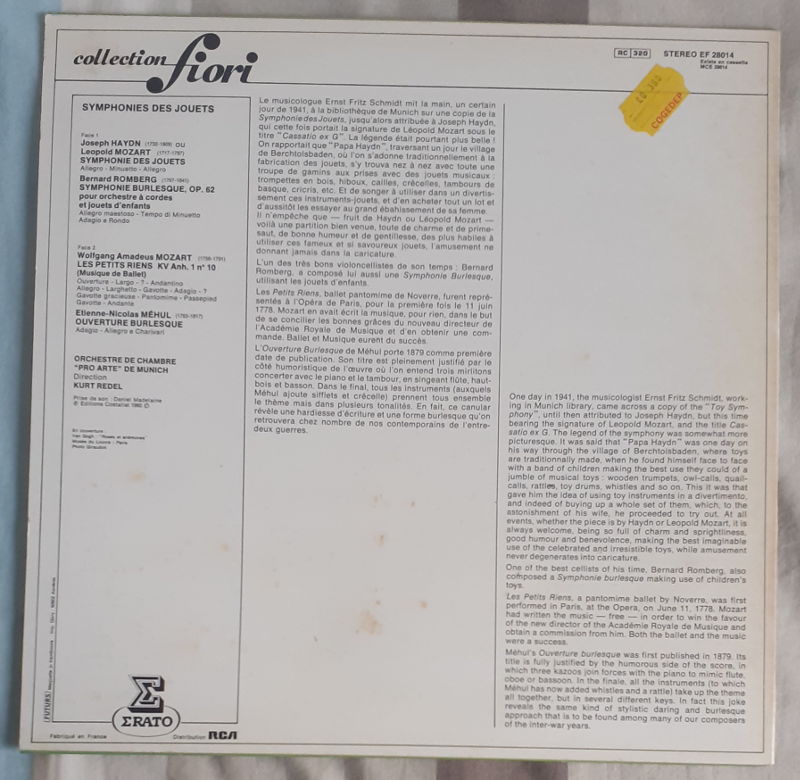 collection fiori
RC 320 STEREO EF 28014
Existe en cassette
MCE 28014
COGEDEP
SYMPHONIES DES JOUETS
Face 1
Joseph HAYDN (1732-1809) ou
Leopold MOZART (1717-1787)
SYMPHONIE DES JOUETS
Allegro - Minuetto - Allegro
Bernard ROMBERG (1767-1841)
SYMPHONIE BURLESQUE, OP. 62
pour orchestre à cordes
et jouets d'enfants
Allegro maestoso - Tempo di Minuetto
Adagio e Rondo
Face 2
Wolfgang Amadeus MOZART (1756-1791)
LES PETITS RIENS KV Anh. 1 n° 10
(Musique de Ballet)
Ouverture - Largo - ? - Andantino
Allegro - Larghetto - Gavotte - Adagio - ?
Gavotte gracieuse - Pantomime - Passepied
Gavotte - Andante
Etienne-Nicolas MÉHUL (1763-1817)
OUVERTURE BURLESQUE
Adagio - Allegro e Charivari
ORCHESTRE DE CHAMBRE
"PRO ARTE" DE MUNICH
Direction
KURT REDEL
Prise de son : Daniel Madelaine
© Editions Costallat 1980 ℗
En couverture :
Van Gogh : "Roses et anémones"
Musée du Louvre - Paris
Photo Giraudon
ERATO
Fabriqué en France
Distribution RCA
Le musicologue Ernst Fritz Schmidt mit la main, un certain
jour de 1941, à la bibliothèque de Munich sur une copie de la
Symphonie des Jouets, jusqu'alors attribuée à Joseph Haydn,
qui cette fois portait la signature de Léopold Mozart sous le
titre "Cassatio ex G". La légende était pourtant plus belle !
On rapportait que "Papa Haydn", traversant un jour le village
de Berchtolsbaden, où l'on s'adonne traditionnellement à la
fabrication des jouets, s'y trouva nez à nez avec toute une
troupe de gamins aux prises avec des jouets musicaux :
trompettes en bois, hiboux, cailles, crécelles, tambours de
basque, cricris, etc. Et de songer à utiliser dans un divertis-
sement ces instruments-jouets, et d'en acheter tout un lot et
d'aussitôt les essayer au grand ébahissement de sa femme.
Il n'empêche que — fruit de Haydn ou Léopold Mozart —
voilà une partition bien venue, toute de charme et de prime-
saut, de bonne humeur et de gentillesse, des plus habiles à
utiliser ces fameux et si savoureux jouets, l'amusement ne
donnant jamais dans la caricature.
L'un des très bons violoncellistes de son temps : Bernard
Romberg, a composé lui aussi une Symphonie Burlesque,
utilisant les jouets d'enfants.
Les Petits Riens, ballet pantomime de Noverre, furent repré-
sentés à l'Opéra de Paris, pour la première fois le 11 juin
1778. Mozart en avait écrit la musique, pour rien, dans le but
de se concilier les bonnes grâces du nouveau directeur de
l'Académie Royale de Musique et d'en obtenir une com-
mande. Ballet et Musique eurent du succès.
L'Ouverture Burlesque de Méhul porte 1879 comme première
date de publication. Son titre est pleinement justifié par le
côté humoristique de l'œuvre où l'on entend trois mirlitons
concerter avec le piano et le tambour, en singeant flûte, haut-
bois et basson. Dans le final, tous les instruments (auxquels
Méhul ajoute sifflets et crécelle) prennent tous ensemble
le thème mais dans plusieurs tonalités. En fait, ce canular
révèle une hardiesse d'écriture et une forme burlesque qu'on
retrouvera chez nombre de nos contemporains de l'entre-
deux guerres.
One day in 1941, the musicologist Ernst Fritz Schmidt, work-
ing in Munich library, came across a copy of the "Toy Sym-
phony", until then attributed to Joseph Haydn, but this time
bearing the signature of Leopold Mozart, and the title Cas-
satio ex G. The legend of the symphony was somewhat more
picturesque. It was said that "Papa Haydn" was one day on
his way through the village of Berchtolsbaden, where toys
are traditionnally made, when he found himself face to face
with a band of children making the best use they could of a
jumble of musical toys : wooden trumpets, owl-calls, quail-
calls, rattles, toy drums, whistles and so on. This it was that
gave him the idea of using toy instruments in a divertimento,
and indeed of buying up a whole set of them, which, to the
astonishment of his wife, he proceeded to try out. At all
events, whether the piece is by Haydn or Leopold Mozart, it is
always welcome, being so full of charm and sprightliness,
good humour and benevolence, making the best imaginable
use of the celebrated and irresistible toys, while amusement
never degenerates into caricature.
One of the best cellists of his time, Bernard Romberg, also
composed a Symphonie burlesque making use of children's
toys.
Les Petits Riens, a pantomime ballet by Noverre, was first
performed in Paris, at the Opera, on June 11, 1778. Mozart
had written the music — free — in order to win the favour
of the new director of the Académie Royale de Musique and
obtain a commission from him. Both the ballet and the music
were a success.
Méhul's Ouverture burlesque was first published in 1879. Its
title is fully justified by the humorous side of the score, in
which three kazoos join forces with the piano to mimic flute,
oboe or bassoon. In the finale, all the instruments (to which
Méhul has now added whistles and a rattle) take up the theme
all together, but in several different keys. In fact this joke
reveals the same kind of stylistic daring and burlesque
approach that is to be found among many of our composers
of the inter-war years.